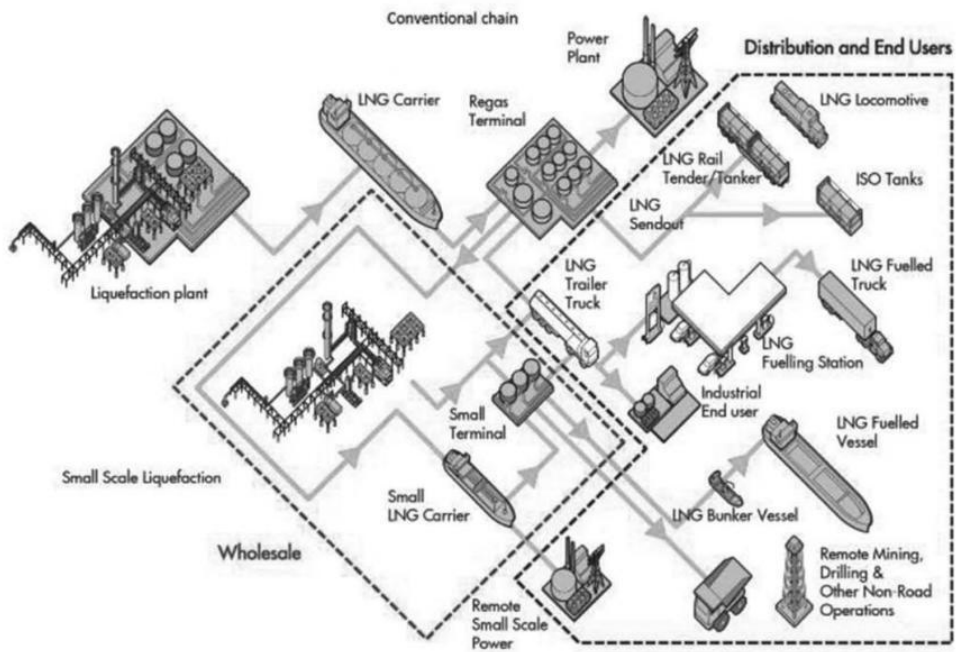 Conventional chain
Power
Plant
Distribution and End Users
LNG Carrier
Regas
Terminal
LNG Locomotive
LNG Rail
Tender/Tanker
ISO Tanks
LNG
Sendout
Liquefaction plant
LNG
Trailer
Truck
LNG Fuelled
Truck
LNG
Fuelling Station
Industrial
End user
Small
Terminal
LNG Fuelled
Vessel
Small Scale Liquefaction
Small
LNG Carrier
LNG Bunker Vessel
Wholesale
Remote Mining,
Drilling &
Other Non-Road
Operations
Remote
Small Scale
Power